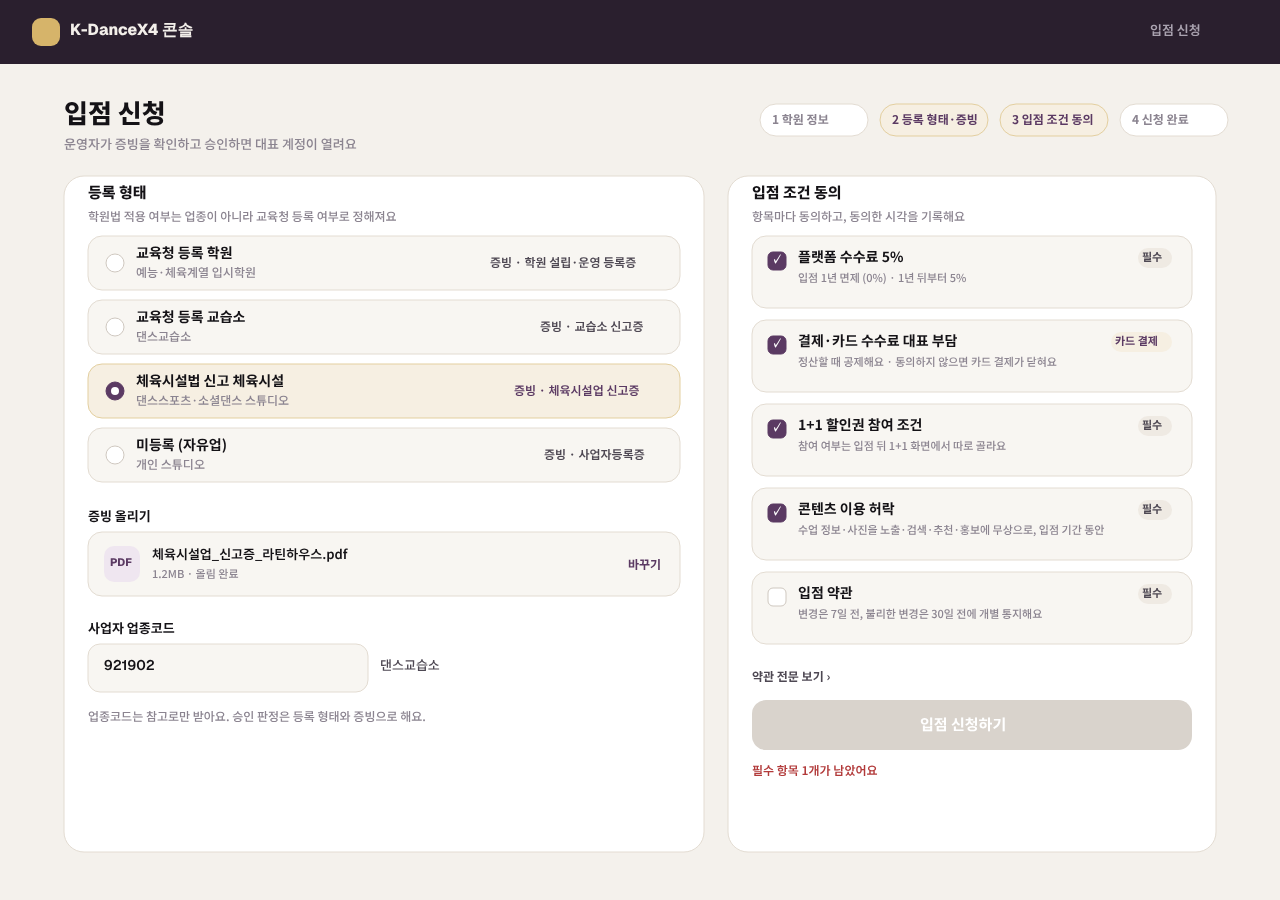 K-DanceX4 콘솔
입점 신청
입점 신청
운영자가 증빙을 확인하고 승인하면 대표 계정이 열려요
1 학원 정보
2 등록 형태·증빙
3 입점 조건 동의
4 신청 완료
등록 형태
학원법 적용 여부는 업종이 아니라 교육청 등록 여부로 정해져요
교육청 등록 학원
예능·체육계열 입시학원
증빙 · 학원 설립·운영 등록증
교육청 등록 교습소
댄스교습소
증빙 · 교습소 신고증
체육시설법 신고 체육시설
댄스스포츠·소셜댄스 스튜디오
증빙 · 체육시설업 신고증
미등록 (자유업)
개인 스튜디오
증빙 · 사업자등록증
증빙 올리기
PDF
체육시설업_신고증_라틴하우스.pdf
1.2MB · 올림 완료
바꾸기
사업자 업종코드
921902
댄스교습소
업종코드는 참고로만 받아요. 승인 판정은 등록 형태와 증빙으로 해요.
입점 조건 동의
항목마다 동의하고, 동의한 시각을 기록해요
✓
플랫폼 수수료 5%
필수
입점 1년 면제 (0%) · 1년 뒤부터 5%
✓
결제·카드 수수료 대표 부담
카드 결제
정산할 때 공제해요 · 동의하지 않으면 카드 결제가 닫혀요
✓
1+1 할인권 참여 조건
필수
참여 여부는 입점 뒤 1+1 화면에서 따로 골라요
✓
콘텐츠 이용 허락
필수
수업 정보·사진을 노출·검색·추천·홍보에 무상으로, 입점 기간 동안
입점 약관
필수
변경은 7일 전, 불리한 변경은 30일 전에 개별 통지해요
약관 전문 보기 ›
입점 신청하기
필수 항목 1개가 남았어요